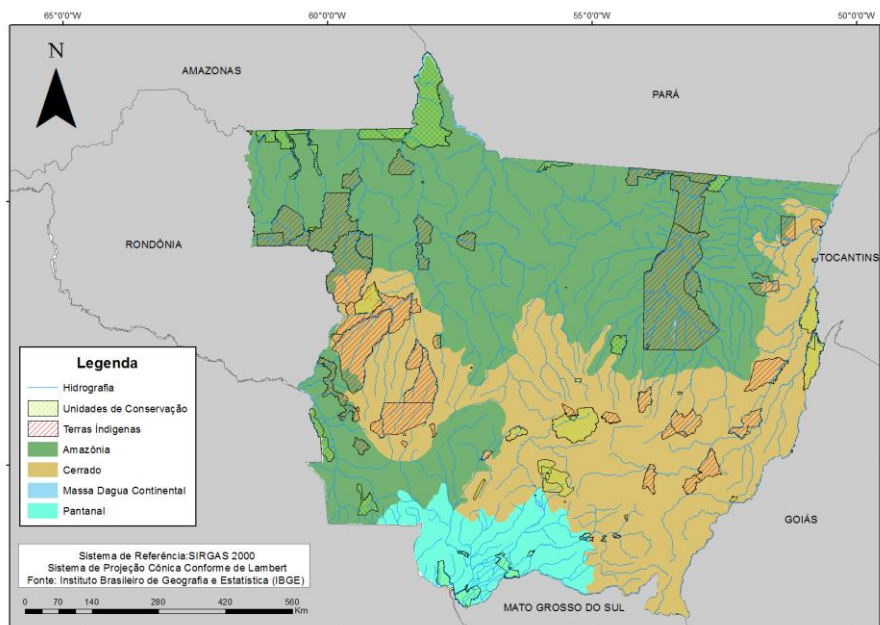 65°0'0"W
60°0'0"W
55°0'0"W
50°0'0"W
N
AMAZONAS
PARÁ
RONDÔNIA
TOCANTINS
GOIÁS
MATO GROSSO DO SUL
Legenda
Hidrografia
Unidades de Conservação
Terras Índigenas
Amazônia
Cerrado
Massa Dagua Continental
Pantanal
Sistema de Referência:SIRGAS 2000
Sistema de Projeção Cônica Conforme de Lambert
Fonte: Instituto Brasileiro de Geografia e Estatística (IBGE)
0 70 140 280 420 560
Km